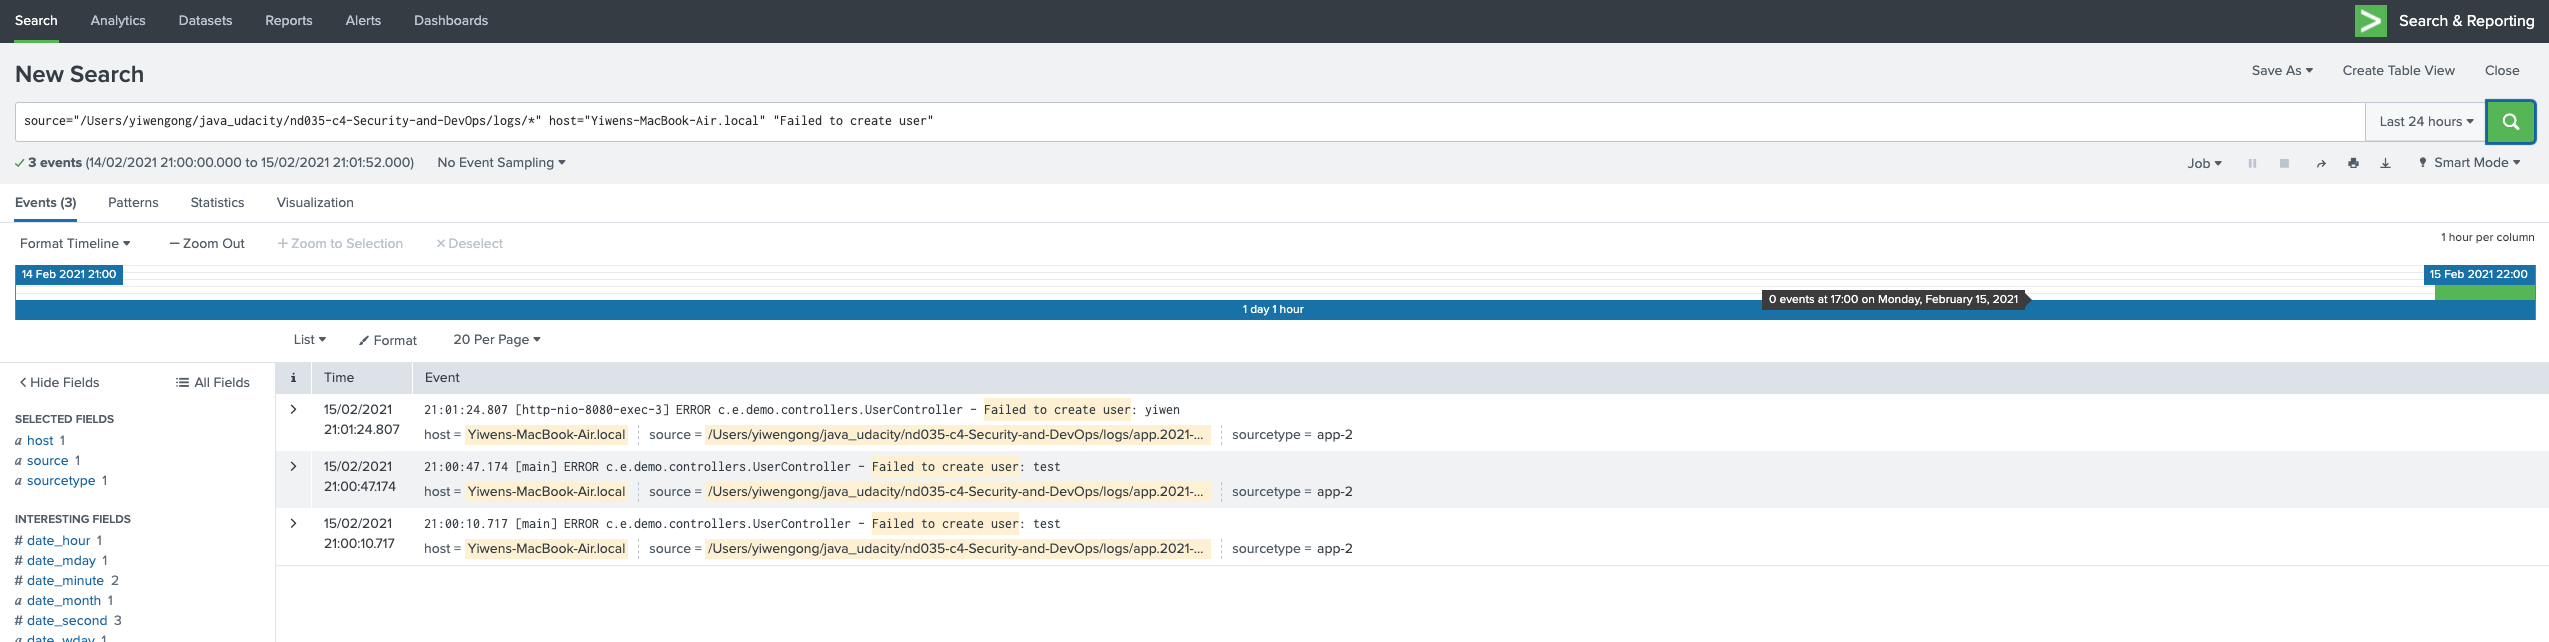 Search Analytics Datasets Reports Alerts Dashboards Search & Reporting
New Search Save As Create Table View Close
source="/Users/yiwengong/java_udacity/nd035-c4-Security-and-DevOps/logs/*" host="Yiwens-MacBook-Air.local" "Failed to create user" Last 24 hours
3 events (14/02/2021 21:00:00.000 to 15/02/2021 21:01:52.000) No Event Sampling Job Smart Mode
Events (3) Patterns Statistics Visualization
Format Timeline — Zoom Out + Zoom to Selection × Deselect 1 hour per column
14 Feb 2021 21:00 15 Feb 2021 22:00
0 events at 17:00 on Monday, February 15, 2021
1 day 1 hour
List Format 20 Per Page
Hide Fields All Fields
i Time Event
SELECTED FIELDS
a host 1
a source 1
a sourcetype 1
INTERESTING FIELDS
# date_hour 1
# date_mday 1
# date_minute 2
a date_month 1
# date_second 3
a date_wday 1
15/02/2021 21:01:24.807 [http-nio-8080-exec-3] ERROR c.e.demo.controllers.UserController - Failed to create user: yiwen
21:01:24.807 host = Yiwens-MacBook-Air.local source = /Users/yiwengong/java_udacity/nd035-c4-Security-and-DevOps/logs/app.2021-... sourcetype = app-2
15/02/2021 21:00:47.174 [main] ERROR c.e.demo.controllers.UserController - Failed to create user: test
21:00:47.174 host = Yiwens-MacBook-Air.local source = /Users/yiwengong/java_udacity/nd035-c4-Security-and-DevOps/logs/app.2021-... sourcetype = app-2
15/02/2021 21:00:10.717 [main] ERROR c.e.demo.controllers.UserController - Failed to create user: test
21:00:10.717 host = Yiwens-MacBook-Air.local source = /Users/yiwengong/java_udacity/nd035-c4-Security-and-DevOps/logs/app.2021-... sourcetype = app-2